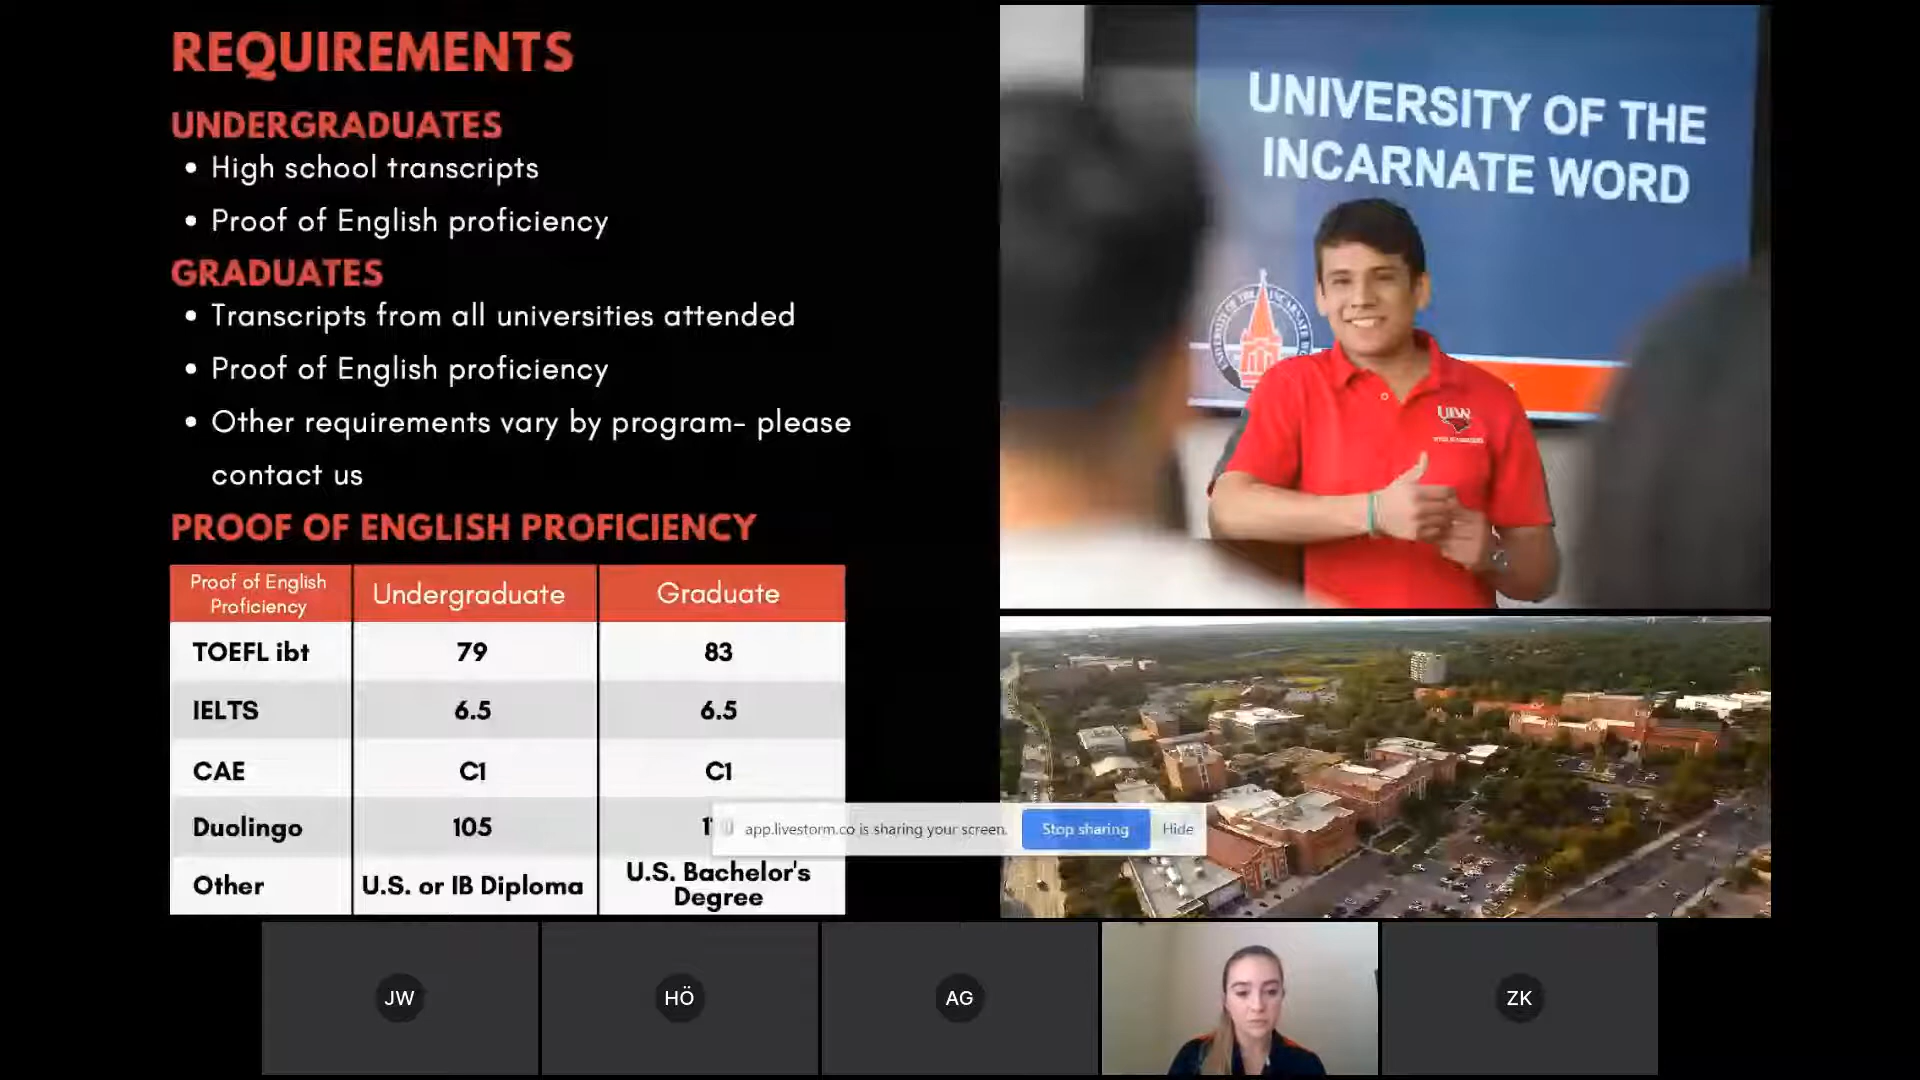 REQUIREMENTS
UNDERGRADUATES
• High school transcripts
• Proof of English proficiency
GRADUATES
• Transcripts from all universities attended
• Proof of English proficiency
• Other requirements vary by program- please
contact us
PROOF OF ENGLISH PROFICIENCY
Proof of English
Proficiency
Undergraduate
Graduate
TOEFL ibt 79 83
IELTS 6.5 6.5
CAE C1 C1
Duolingo 105
Other U.S. or IB Diploma U.S. Bachelor's
Degree
UNIVERSITY OF THE
INCARNATE WORD
UIW
app.livestorm.co is sharing your screen.
Stop sharing
Hide
JW
HÖ
AG
ZK